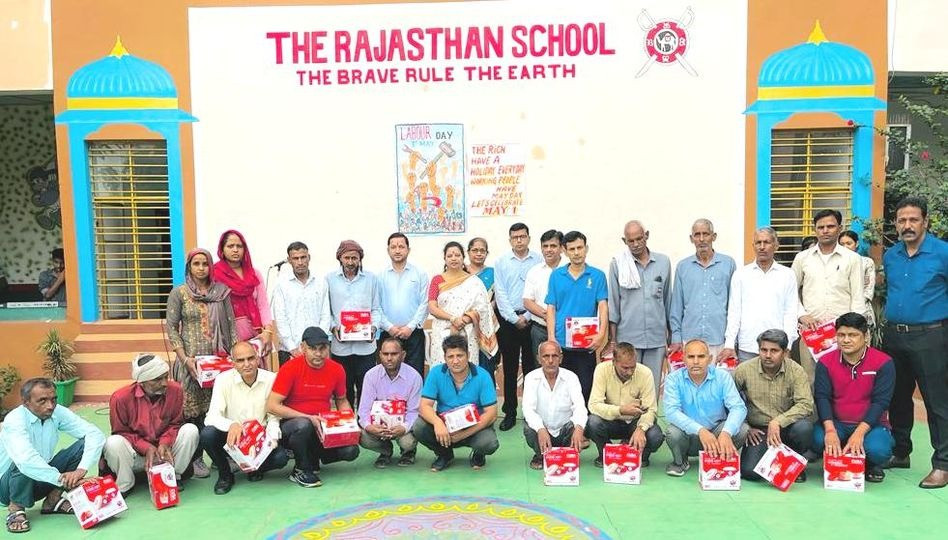 THE RAJASTHAN SCHOOL
THE BRAVE RULE THE EARTH
LABOUR DAY
1st MAY
THE RICH
HAVE A
HOLIDAY EVERYDAY
WORKING PEOPLE
HAVE
MAY DAY
LET'S CELEBRATE
MAY 1